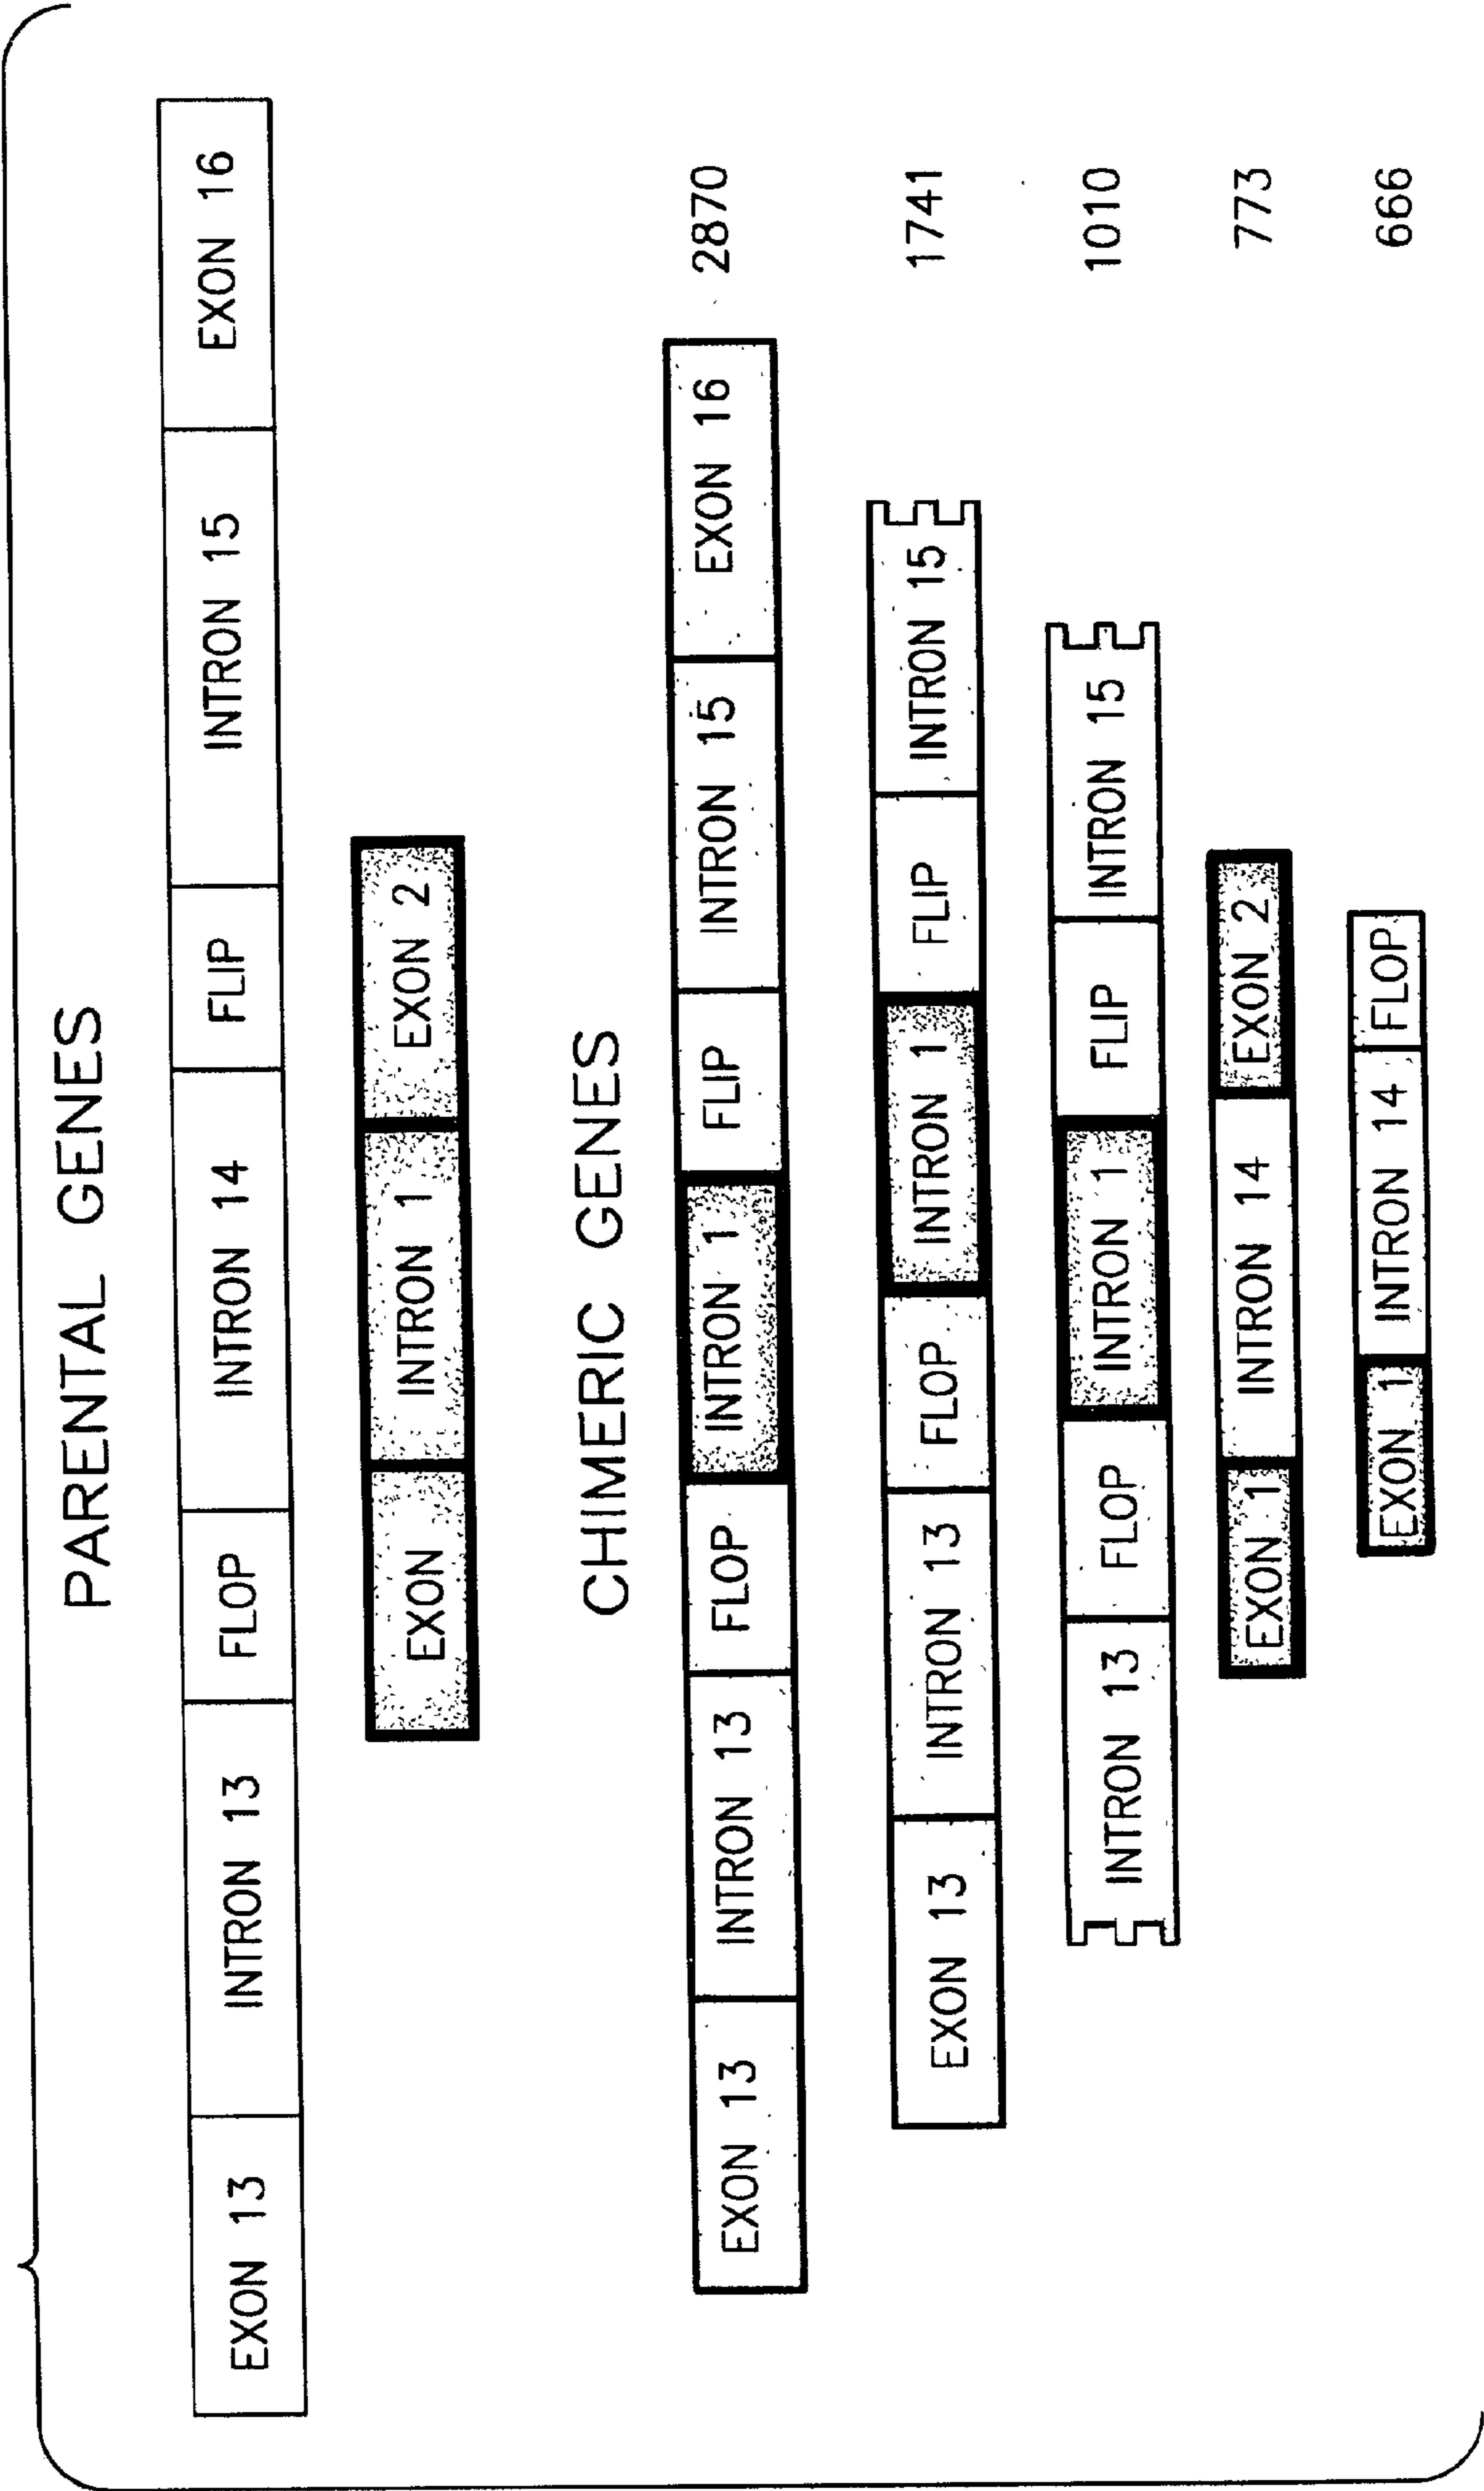 PARENTAL GENES
EXON 13 INTRON 13 FLOP INTRON 14 FLIP INTRON 15 EXON 16
EXON INTRON 1 EXON 2
CHIMERIC GENES
EXON 13 INTRON 13 FLOP INTRON 1 FLIP INTRON 15 EXON 16 2870
EXON 13 INTRON 13 FLOP INTRON 1 FLIP INTRON 15 1741
INTRON 13 FLOP INTRON 1 FLIP INTRON 15 1010
EXON 1 INTRON 14 EXON 2 773
EXON 1 INTRON 14 FLOP 666